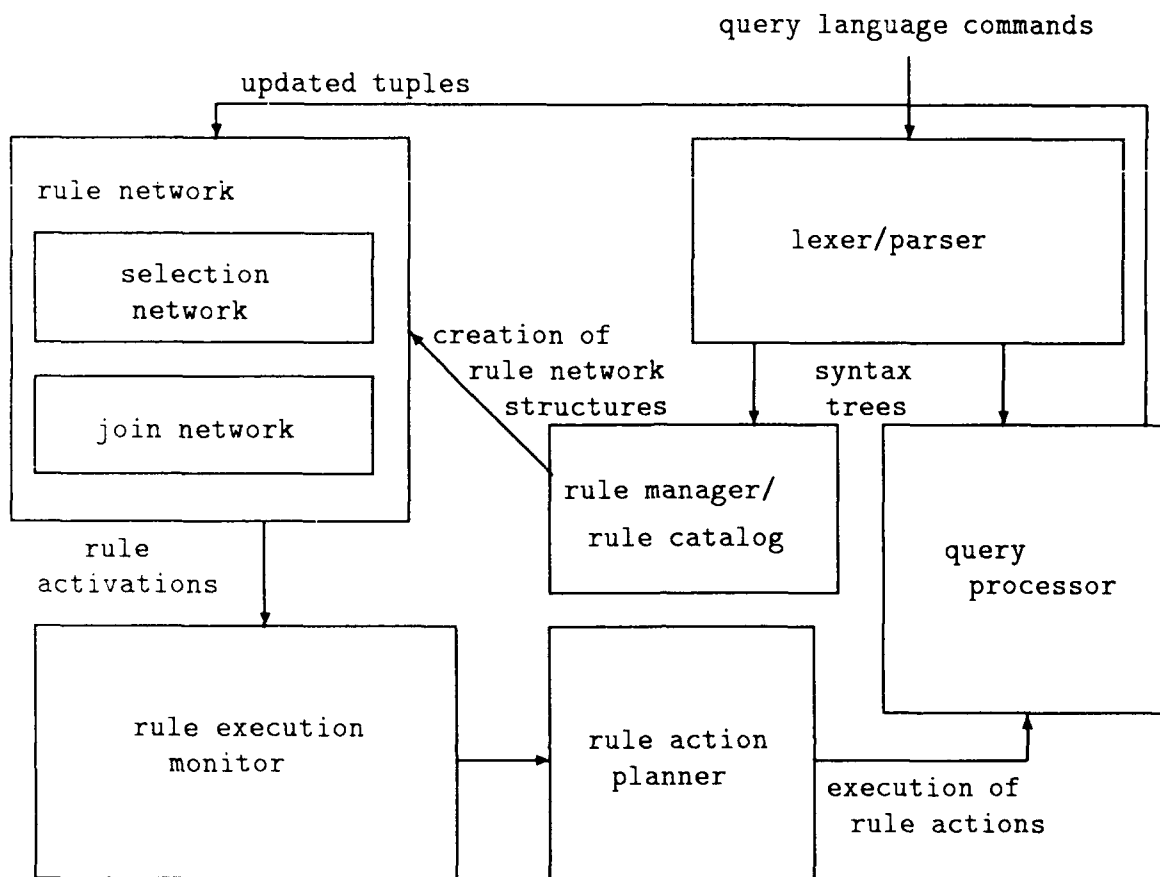 query language commands
updated tuples
rule network
lexer/parser
selection
network
creation of
rule network
structures
syntax
trees
join network
rule manager/
rule catalog
query
processor
rule
activations
rule execution
monitor
rule action
planner
execution of
rule actions